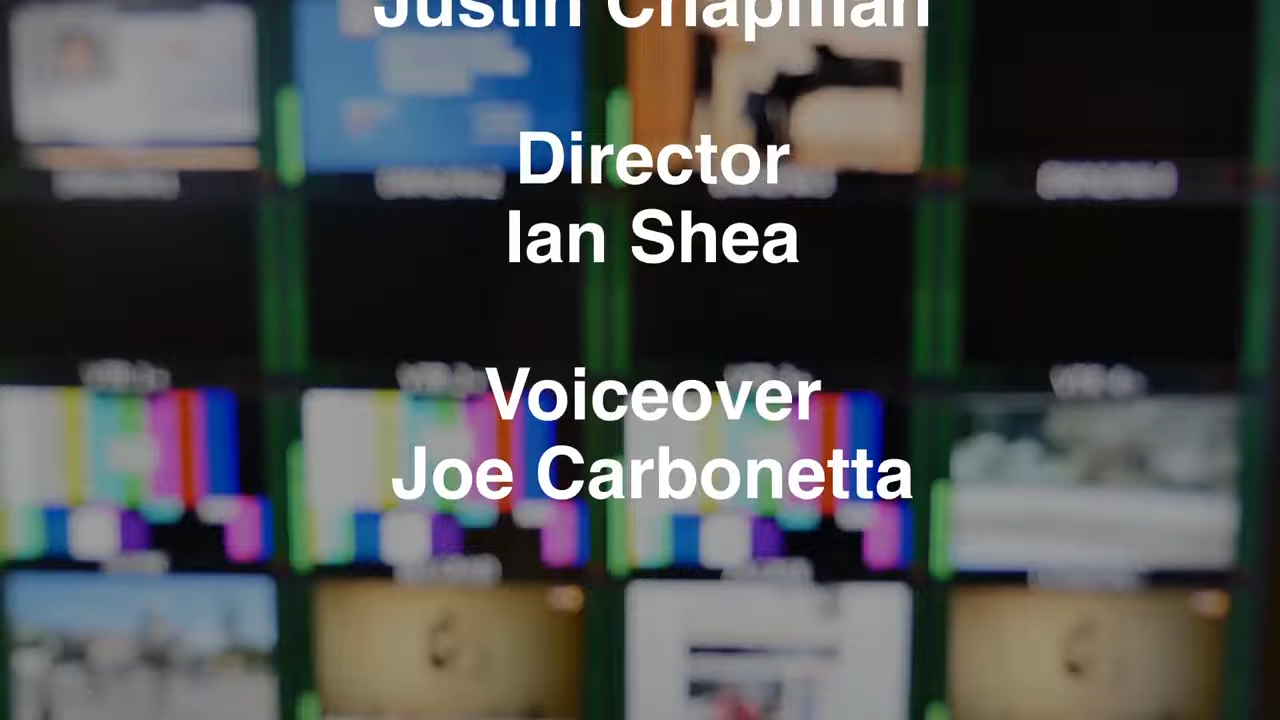 Justin Chapman
Director
Ian Shea
Voiceover
Joe Carbonetta